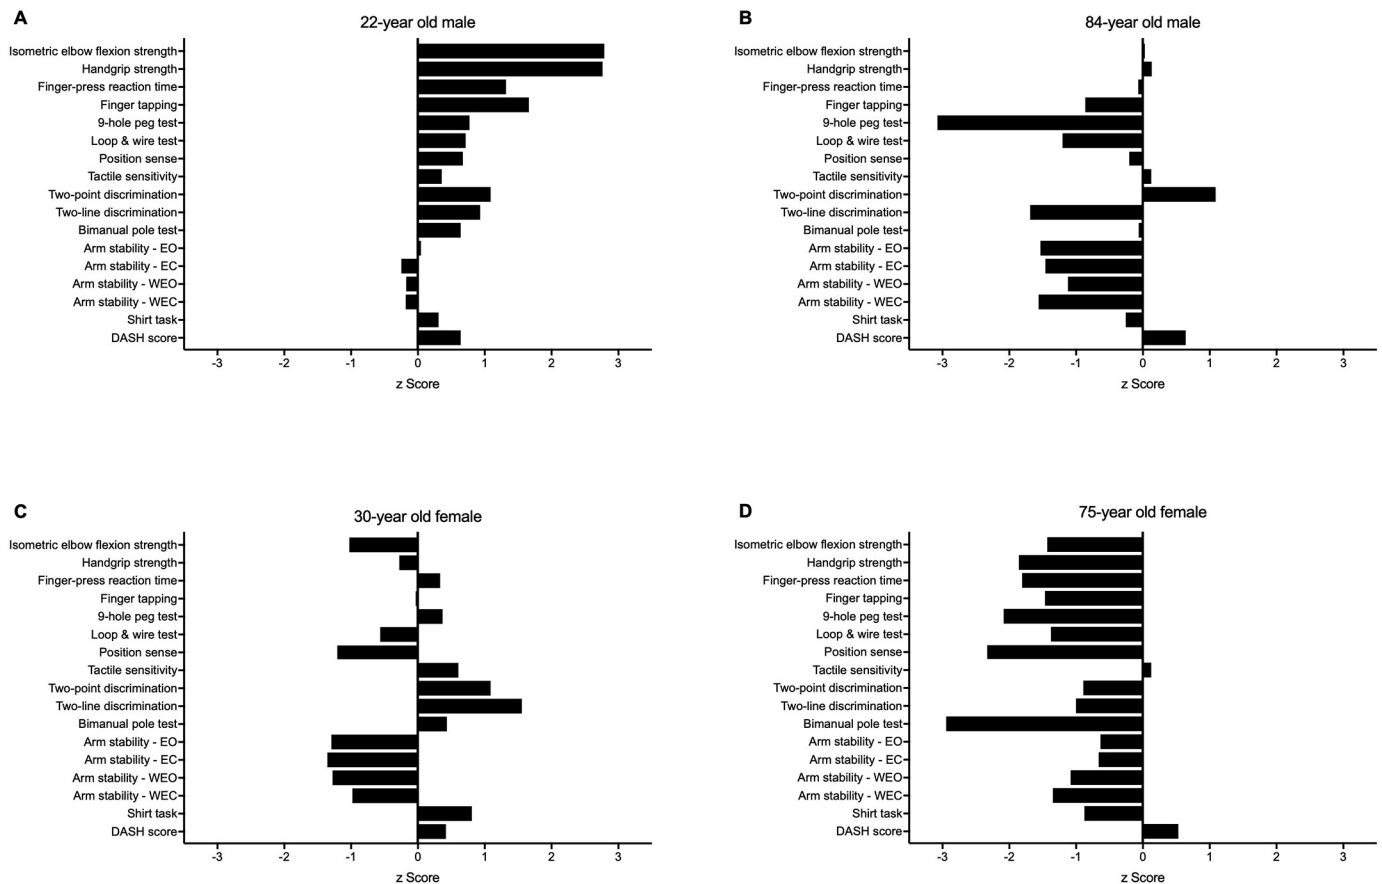 A
22-year old male
Isometric elbow flexion strength
Handgrip strength
Finger-press reaction time
Finger tapping
9-hole peg test
Loop & wire test
Position sense
Tactile sensitivity
Two-point discrimination
Two-line discrimination
Bimanual pole test
Arm stability - EO
Arm stability - EC
Arm stability - WEO
Arm stability - WEC
Shirt task
DASH score
-3 -2 -1 0 1 2 3
z Score
B
84-year old male
Isometric elbow flexion strength
Handgrip strength
Finger-press reaction time
Finger tapping
9-hole peg test
Loop & wire test
Position sense
Tactile sensitivity
Two-point discrimination
Two-line discrimination
Bimanual pole test
Arm stability - EO
Arm stability - EC
Arm stability - WEO
Arm stability - WEC
Shirt task
DASH score
-3 -2 -1 0 1 2 3
z Score
C
30-year old female
Isometric elbow flexion strength
Handgrip strength
Finger-press reaction time
Finger tapping
9-hole peg test
Loop & wire test
Position sense
Tactile sensitivity
Two-point discrimination
Two-line discrimination
Bimanual pole test
Arm stability - EO
Arm stability - EC
Arm stability - WEO
Arm stability - WEC
Shirt task
DASH score
-3 -2 -1 0 1 2 3
z Score
D
75-year old female
Isometric elbow flexion strength
Handgrip strength
Finger-press reaction time
Finger tapping
9-hole peg test
Loop & wire test
Position sense
Tactile sensitivity
Two-point discrimination
Two-line discrimination
Bimanual pole test
Arm stability - EO
Arm stability - EC
Arm stability - WEO
Arm stability - WEC
Shirt task
DASH score
-3 -2 -1 0 1 2 3
z Score